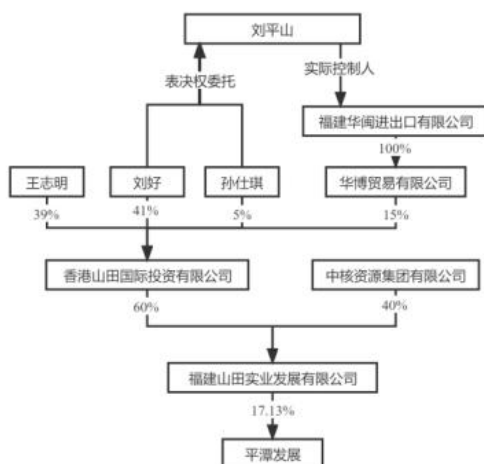 刘平山
表决权委托
实际控制人
福建华闽进出口有限公司
100%
王志明
刘好
孙仕琪
华博贸易有限公司
39%
41%
5%
15%
香港山田国际投资有限公司
中核资源集团有限公司
60%
40%
福建山田实业发展有限公司
17.13%
平潭发展